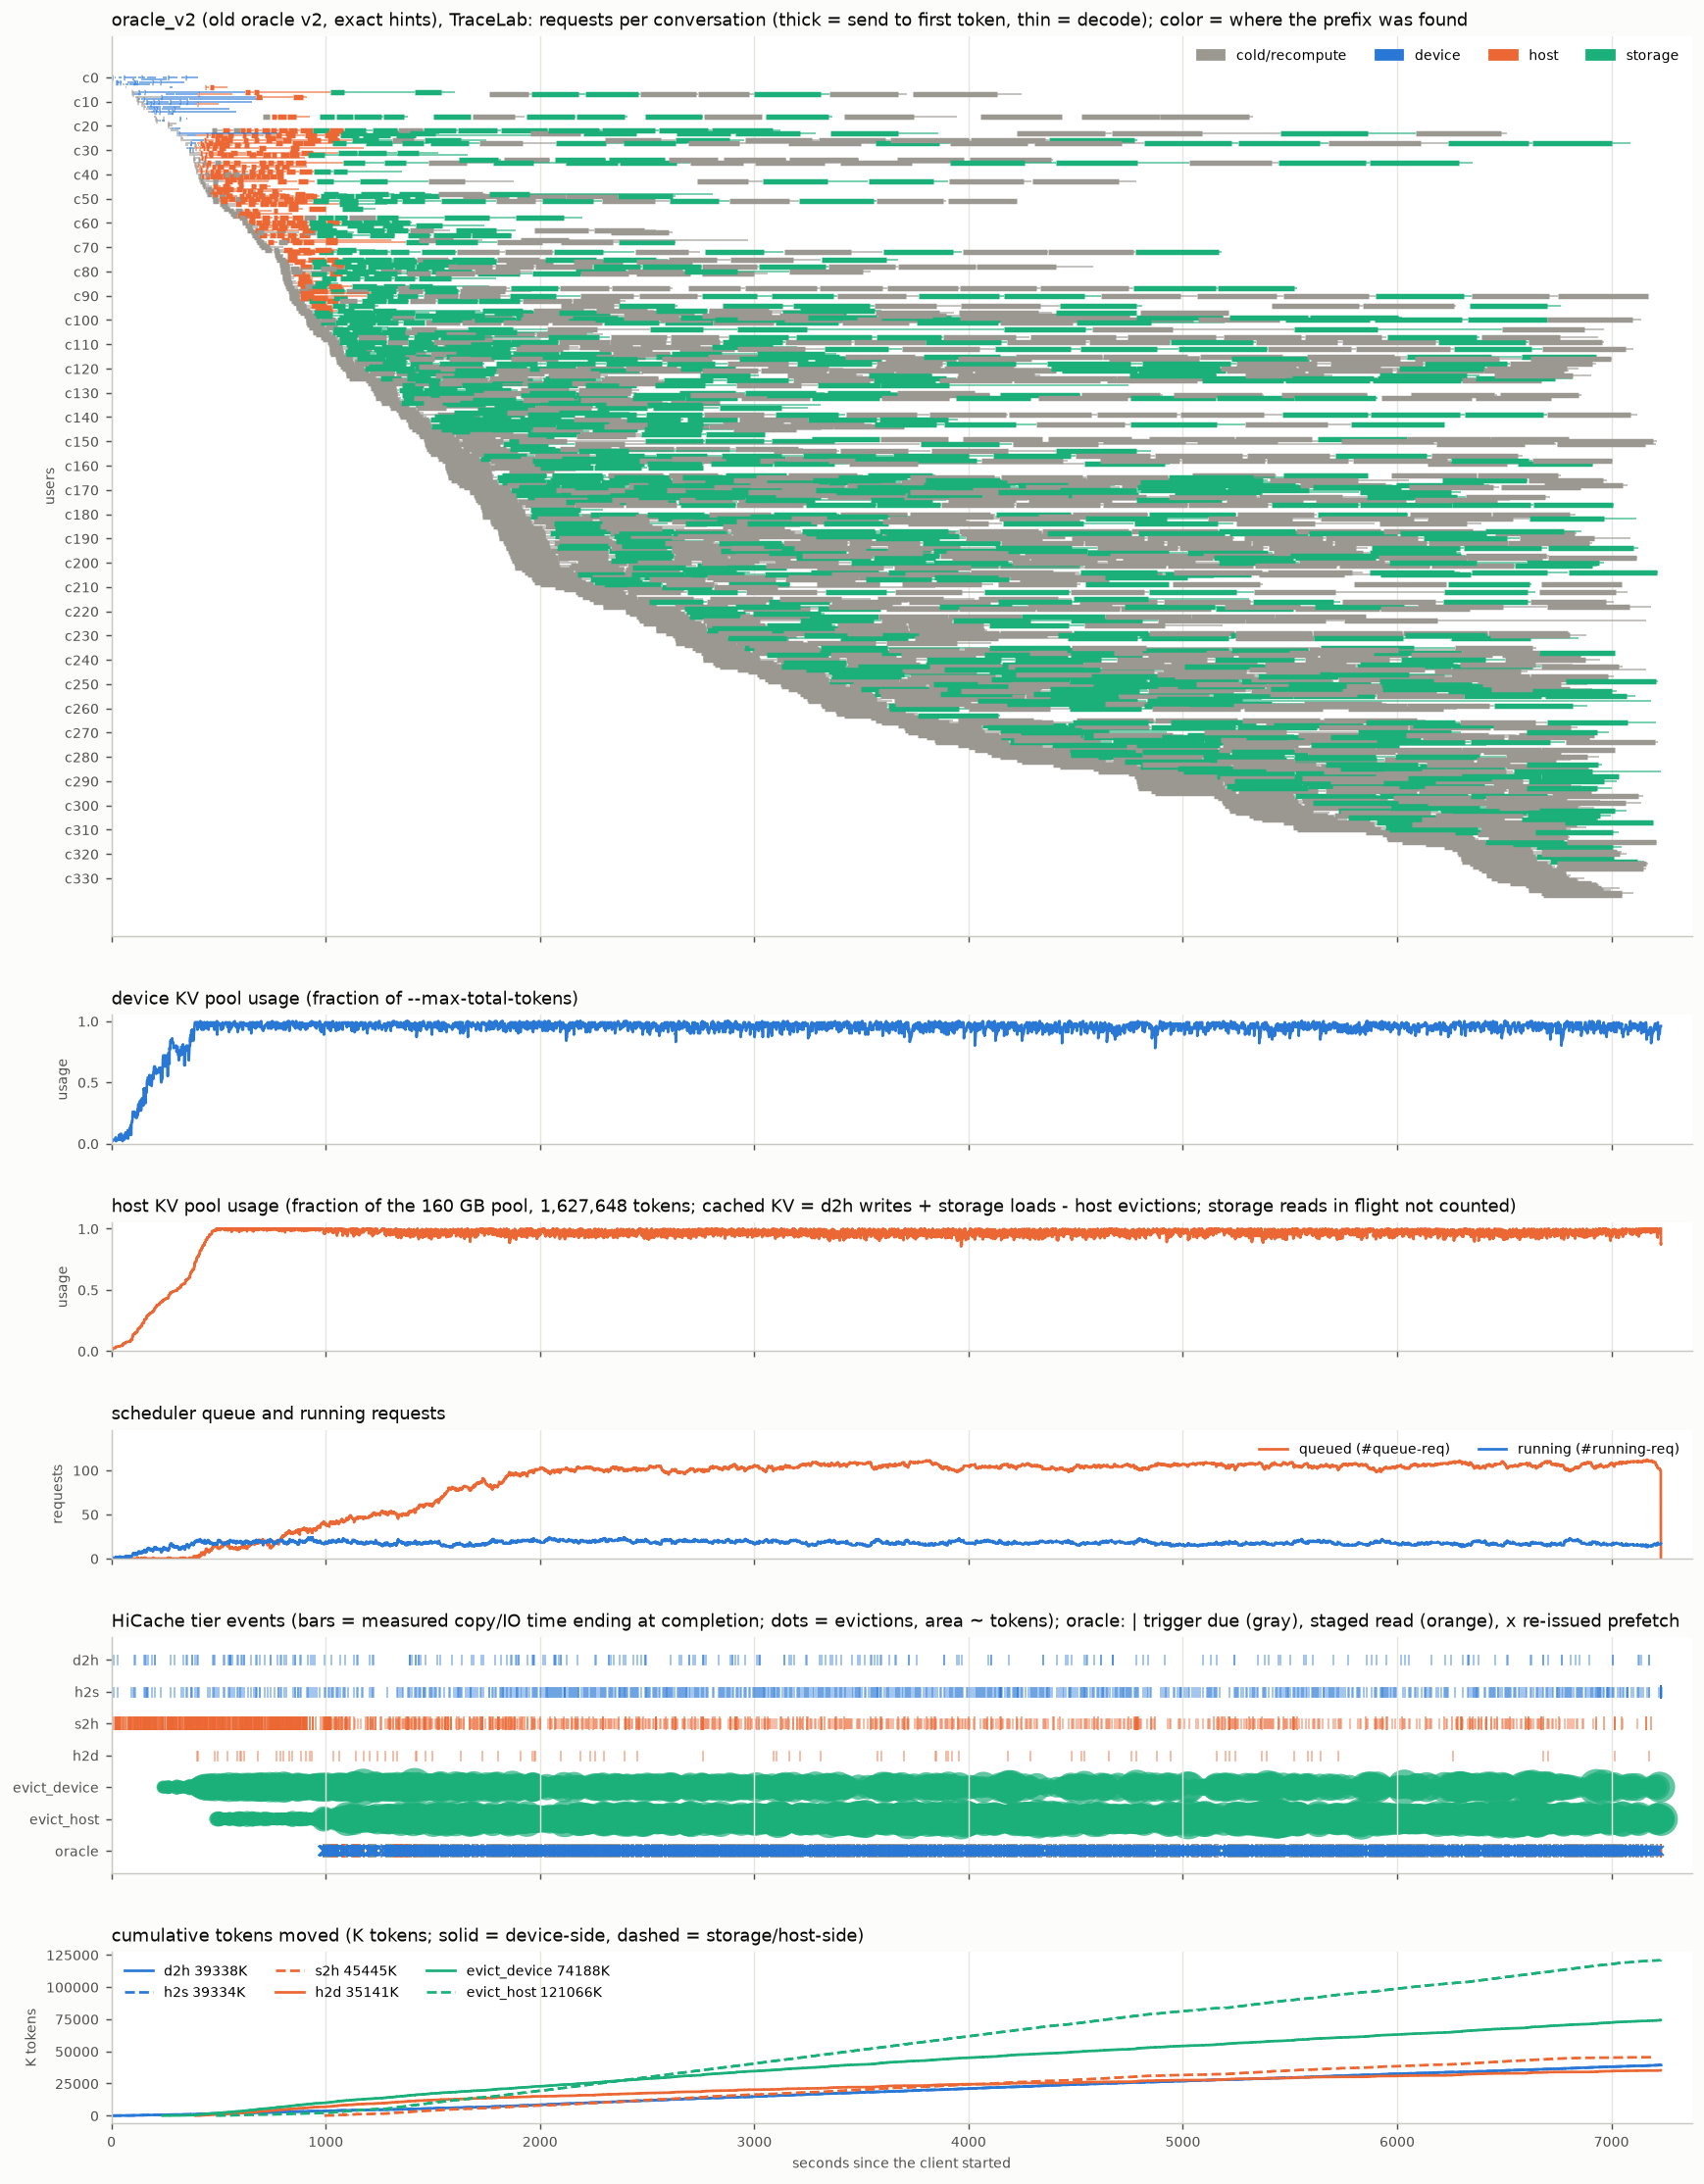 oracle_v2 (old oracle v2, exact hints), TraceLab: requests per conversation (thick = send to first token, thin = decode); color = where the prefix was found
cold/recompute device host storage
c0
c10
c20
c30
c40
c50
c60
c70
c80
c90
c100
c110
c120
c130
c140
c150
c160
c170
c180
c190
c200
c210
c220
c230
c240
c250
c260
c270
c280
c290
c300
c310
c320
c330
users
device KV pool usage (fraction of --max-total-tokens)
1.0
0.5
0.0
usage
host KV pool usage (fraction of the 160 GB pool, 1,627,648 tokens; cached KV = d2h writes + storage loads - host evictions; storage reads in flight not counted)
1.0
0.5
0.0
usage
scheduler queue and running requests
queued (#queue-req) running (#running-req)
100
50
0
requests
HiCache tier events (bars = measured copy/IO time ending at completion; dots = evictions, area ~ tokens); oracle: | trigger due (gray), staged read (orange), x re-issued prefetch
d2h
h2s
s2h
h2d
evict_device
evict_host
oracle
cumulative tokens moved (K tokens; solid = device-side, dashed = storage/host-side)
d2h 39338K s2h 45445K evict_device 74188K
h2s 39334K h2d 35141K evict_host 121066K
125000
100000
75000
50000
25000
0
K tokens
0 1000 2000 3000 4000 5000 6000 7000
seconds since the client started